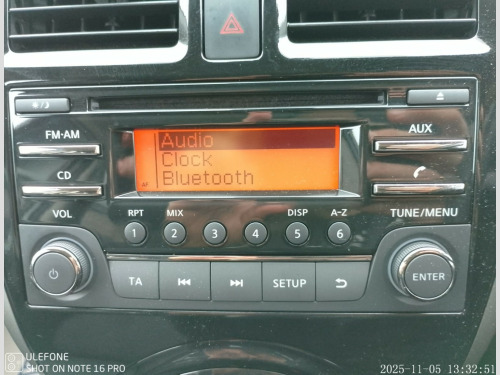 FM·AM
AUX
CD
Audio
Clock
Bluetooth
VOL
RPT
MIX
DISP
A-Z
TUNE/MENU
1
2
3
4
5
6
TA
SETUP
ENTER
ULEFONE
SHOT ON NOTE 16 PRO
2025-11-05 13:32:51